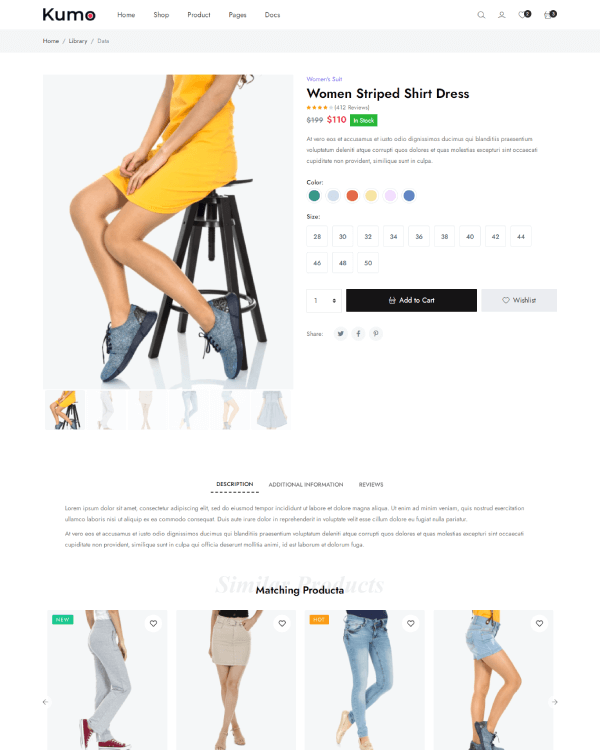 Kumo
Home Shop Product Pages Docs
2 3
Home / Library / Data
Women's Suit
Women Striped Shirt Dress
(412 Reviews)
$199 $110 In Stock
At vero eos et accusamus et iusto odio dignissimos ducimus qui blanditiis praesentium
voluptatum deleniti atque corrupti quos dolores et quas molestias excepturi sint occaecati
cupiditate non provident, similique sunt in culpa.
Color:
Size:
28 30 32 34 36 38 40 42 44
46 48 50
1 Add to Cart Wishlist
Share:
DESCRIPTION ADDITIONAL INFORMATION REVIEWS
Lorem ipsum dolor sit amet, consectetur adipiscing elit, sed do eiusmod tempor incididunt ut labore et dolore magna aliqua. Ut enim ad minim veniam, quis nostrud exercitation
ullamco laboris nisi ut aliquip ex ea commodo consequat. Duis aute irure dolor in reprehenderit in voluptate velit esse cillum dolore eu fugiat nulla pariatur.
At vero eos et accusamus et iusto odio dignissimos ducimus qui blanditiis praesentium voluptatum deleniti atque corrupti quos dolores et quas molestias excepturi sint occaecati
cupiditate non provident, similique sunt in culpa qui officia deserunt mollitia animi, id est laborum et dolorum fuga.
Similar Products
Matching Producta
NEW HOT